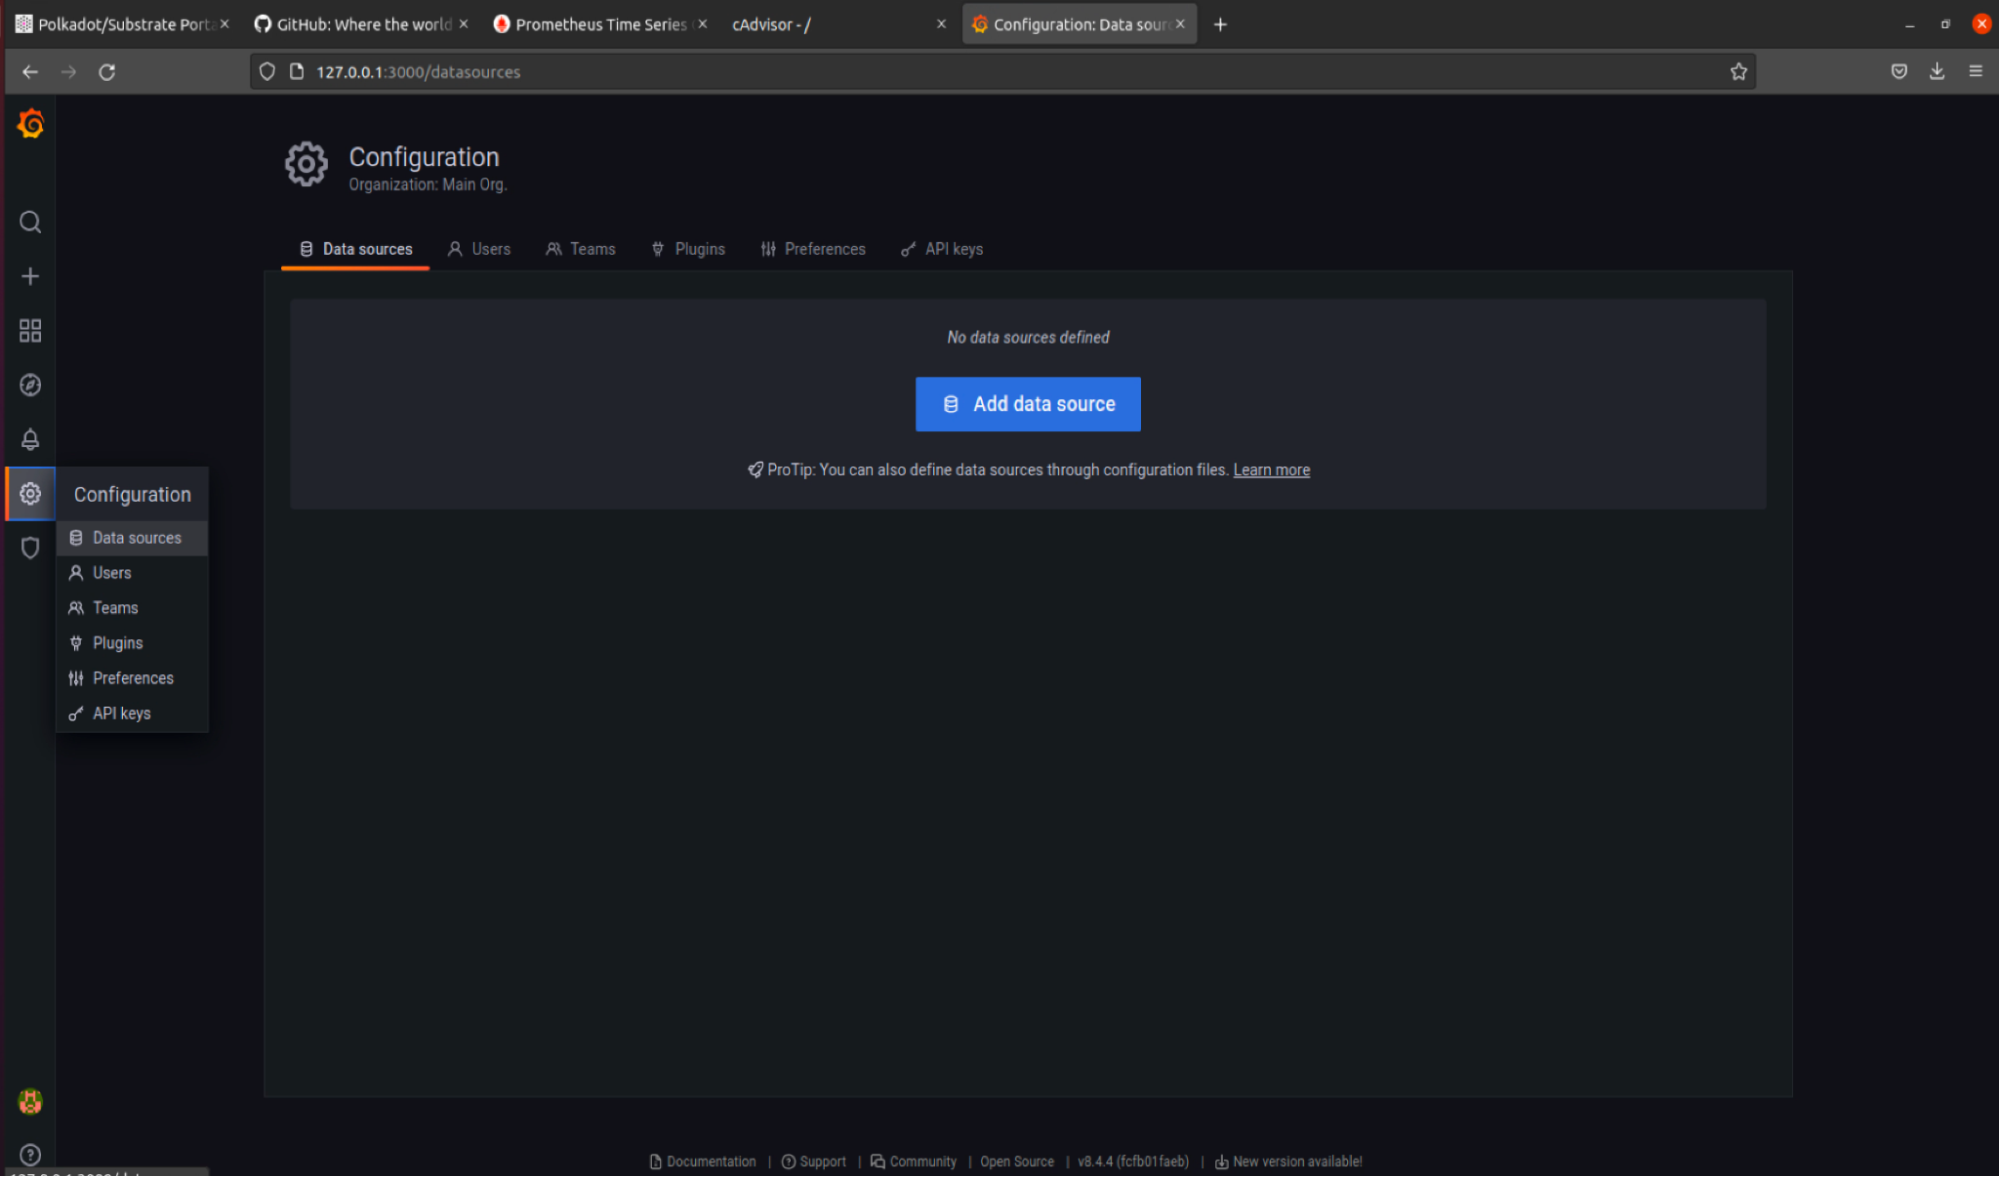 Polkadot/Substrate Porta
GitHub: Where the world
Prometheus Time Series
cAdvisor - /
Configuration: Data sour
127.0.0.1:3000/datasources
Configuration
Organization: Main Org.
Data sources
Users
Teams
Plugins
Preferences
API keys
No data sources defined
Add data source
ProTip: You can also define data sources through configuration files. Learn more
Configuration
Data sources
Users
Teams
Plugins
Preferences
API keys
Documentation | Support | Community | Open Source | v8.4.4 (fcfb01faeb) | New version available!